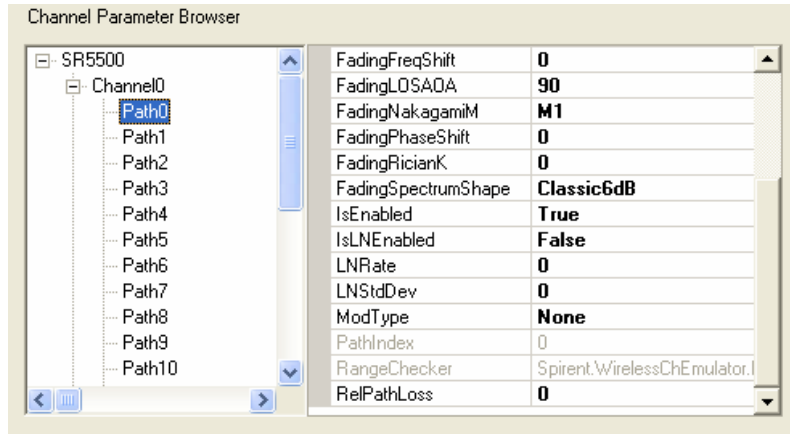 Channel Parameter Browser
SR5500
Channel0
Path0
Path1
Path2
Path3
Path4
Path5
Path6
Path7
Path8
Path9
Path10
FadingFreqShift 0
FadingLOSAOA 90
FadingNakagamiM M1
FadingPhaseShift 0
FadingRicianK 0
FadingSpectrumShape Classic6dB
IsEnabled True
IsLNEnabled False
LNRate 0
LNStdDev 0
ModType None
PathIndex 0
RangeChecker Spirent.WirelessChEmulator.
RelPathLoss 0